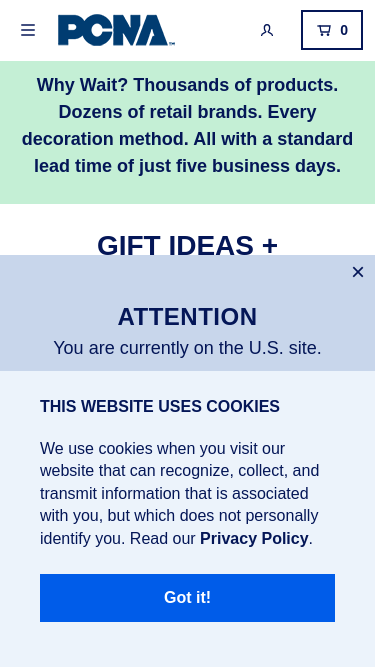 PCNA
0
Why Wait? Thousands of products.
Dozens of retail brands. Every
decoration method. All with a standard
lead time of just five business days.
GIFT IDEAS +
ATTENTION
You are currently on the U.S. site.
THIS WEBSITE USES COOKIES
We use cookies when you visit our
website that can recognize, collect, and
transmit information that is associated
with you, but which does not personally
identify you. Read our Privacy Policy.
Got it!